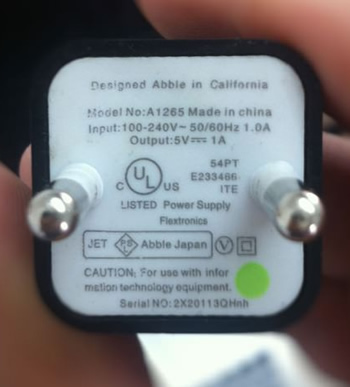 Designed Abble in California
Model No:A1265 Made in china
Input:100-240V~ 50/60Hz 1.0A
Output:5V⎓ 1A
54PT
C UL US E233466
ITE
LISTED Power Supply
Flextronics
JET PSE Abble Japan V
CAUTION: For use with infor
mation technology equipment.
Serial NO: 2X20113QHnh